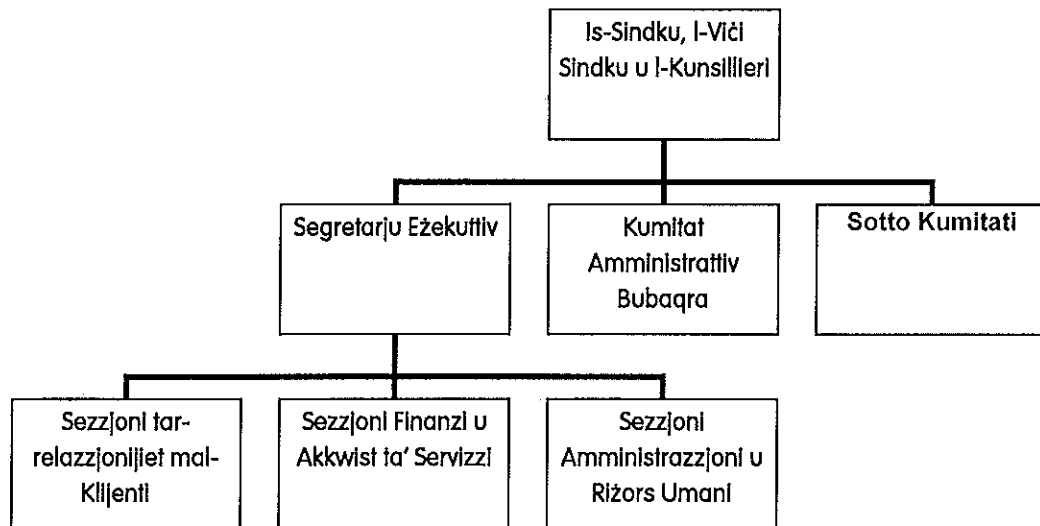 Is-Sindku, l-Viċi
Sindku u l-Kunsillieri
Segretarju Eżekuttiv
Kumitat
Amministrattiv
Bubaqra
Sotto Kumitati
Sezzjoni tar-
relazzjonijiet mal-
Klijenti
Sezzjoni Finanzi u
Akkwist ta' Servizzi
Sezzjoni
Amministrazzjoni u
Riżors Umani